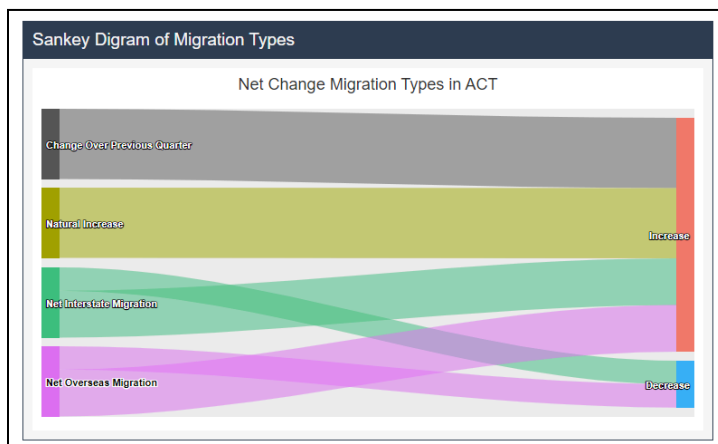 Sankey Digram of Migration Types
Net Change Migration Types in ACT
Change Over Previous Quarter
Natural Increase
Increase
Net Interstate Migration
Net Overseas Migration
Decrease